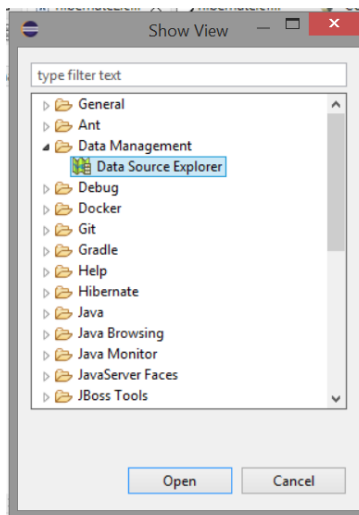 Show View
type filter text
General
Ant
Data Management
Data Source Explorer
Debug
Docker
Git
Gradle
Help
Hibernate
Java
Java Browsing
Java Monitor
JavaServer Faces
JBoss Tools
Open Cancel